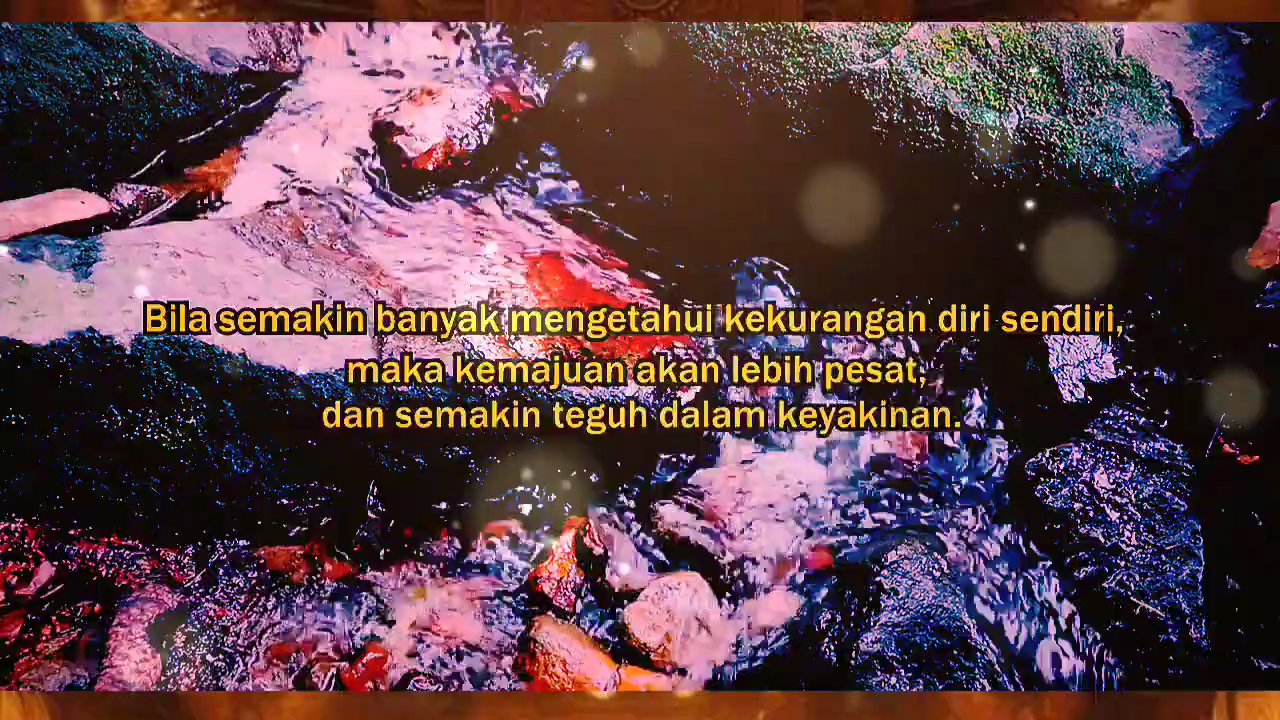 Bila semakin banyak mengetahui kekurangan diri sendiri,
maka kemajuan akan lebih pesat,
dan semakin teguh dalam keyakinan.